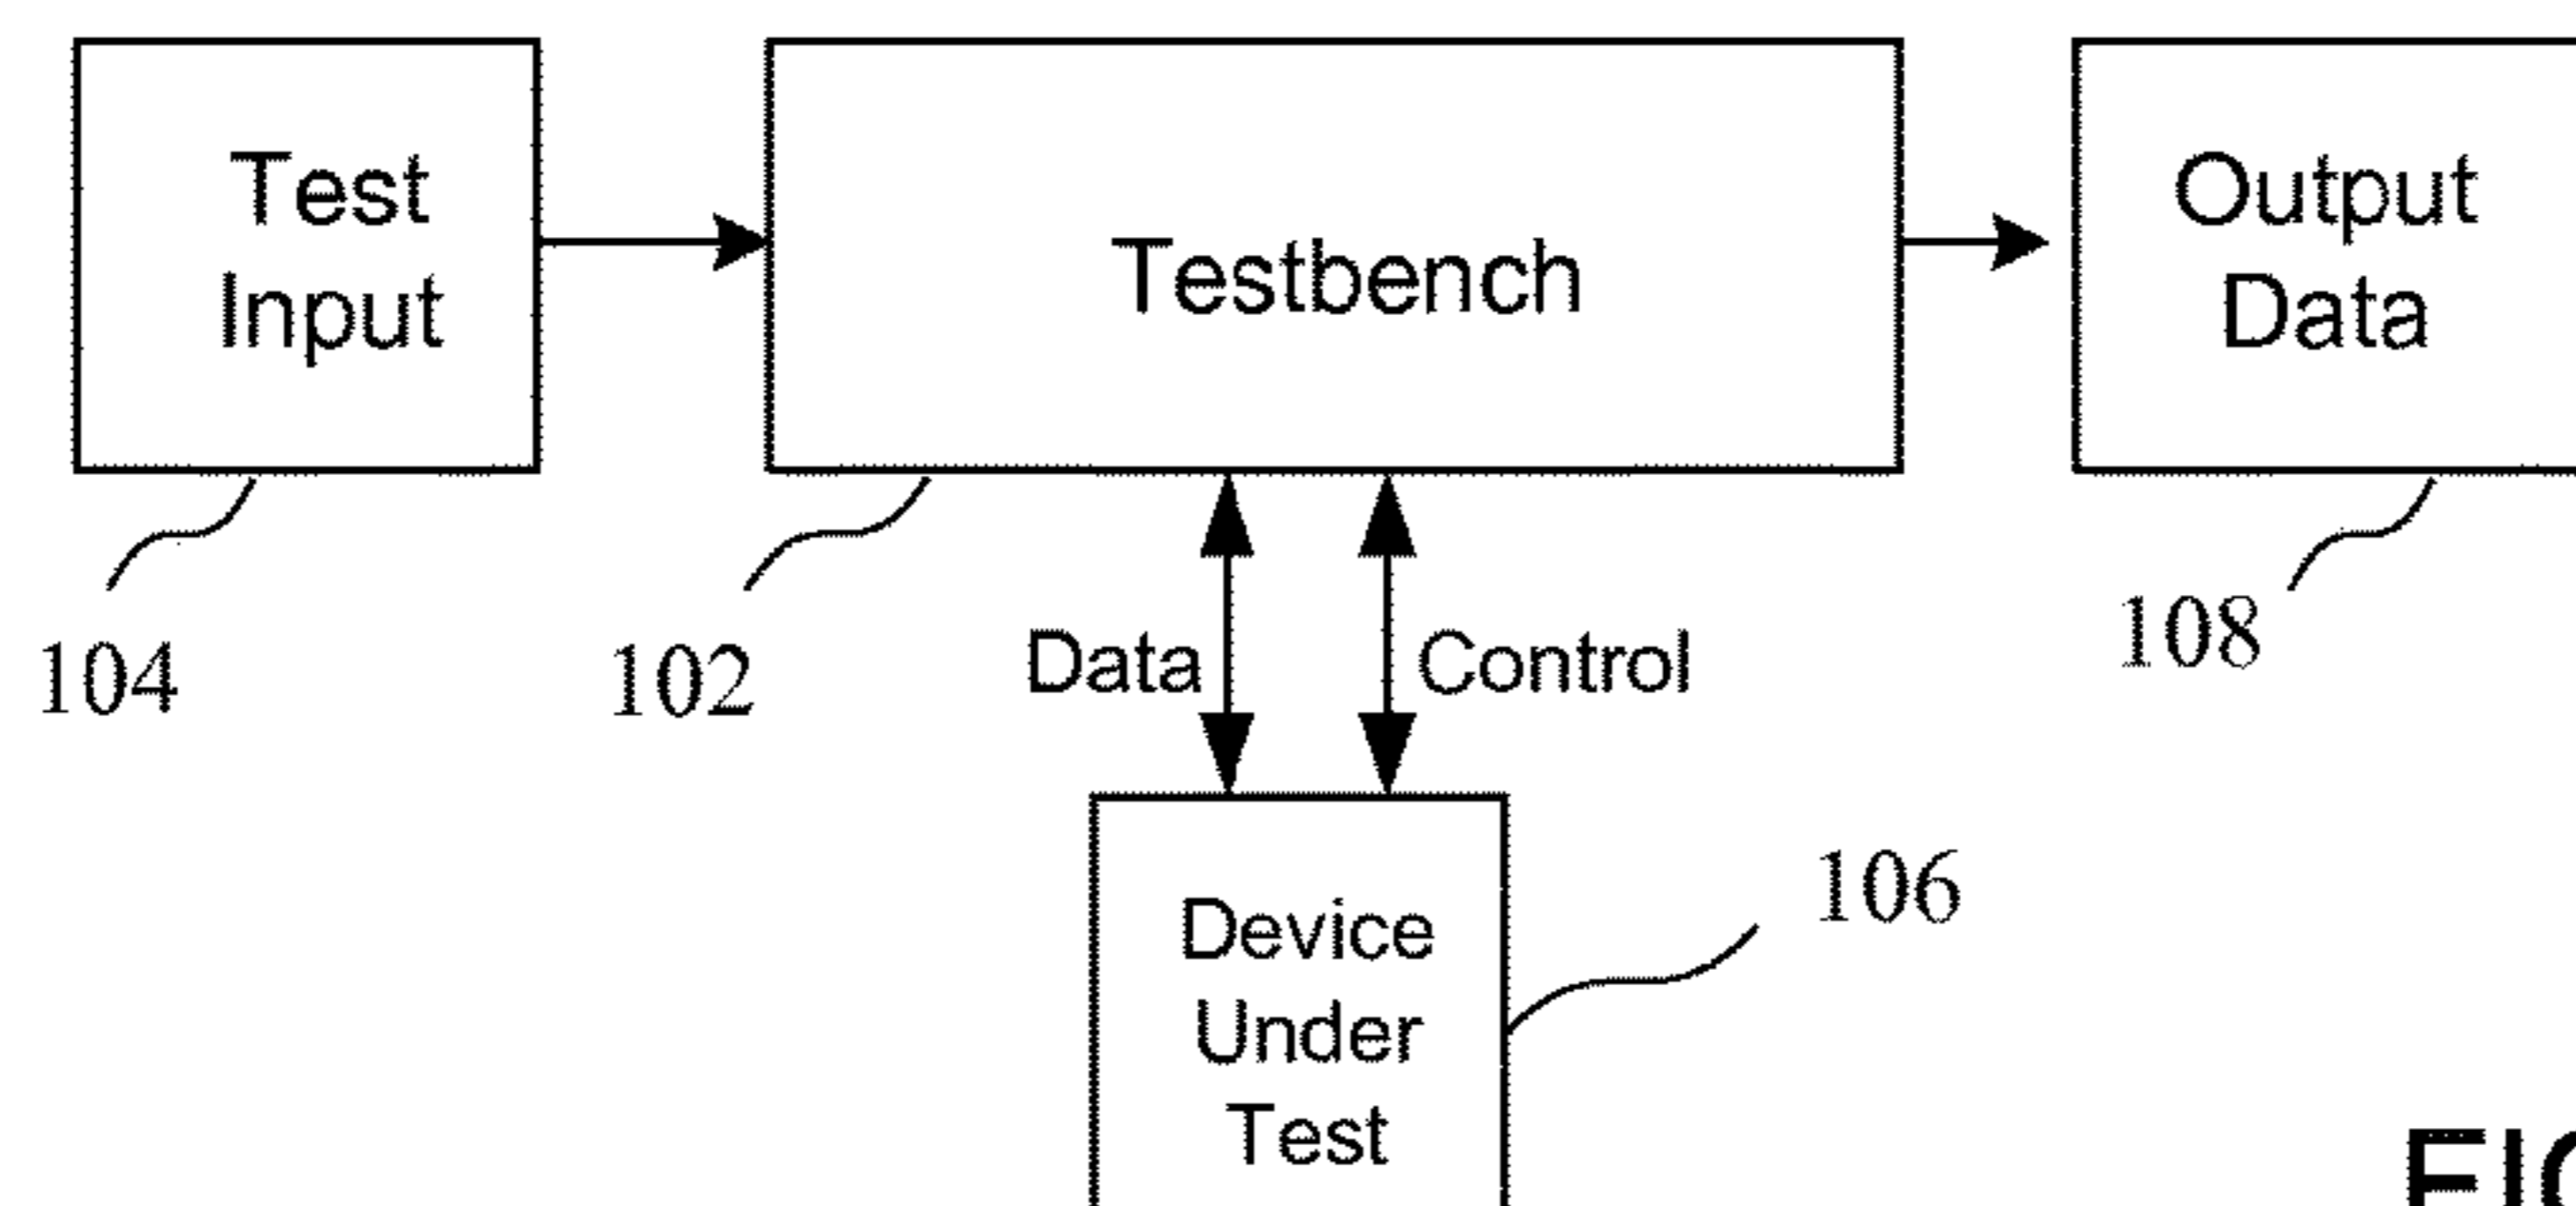 Test
Input
Testbench
Output
Data
104
102
Data
Control
108
106
Device
Under
Test